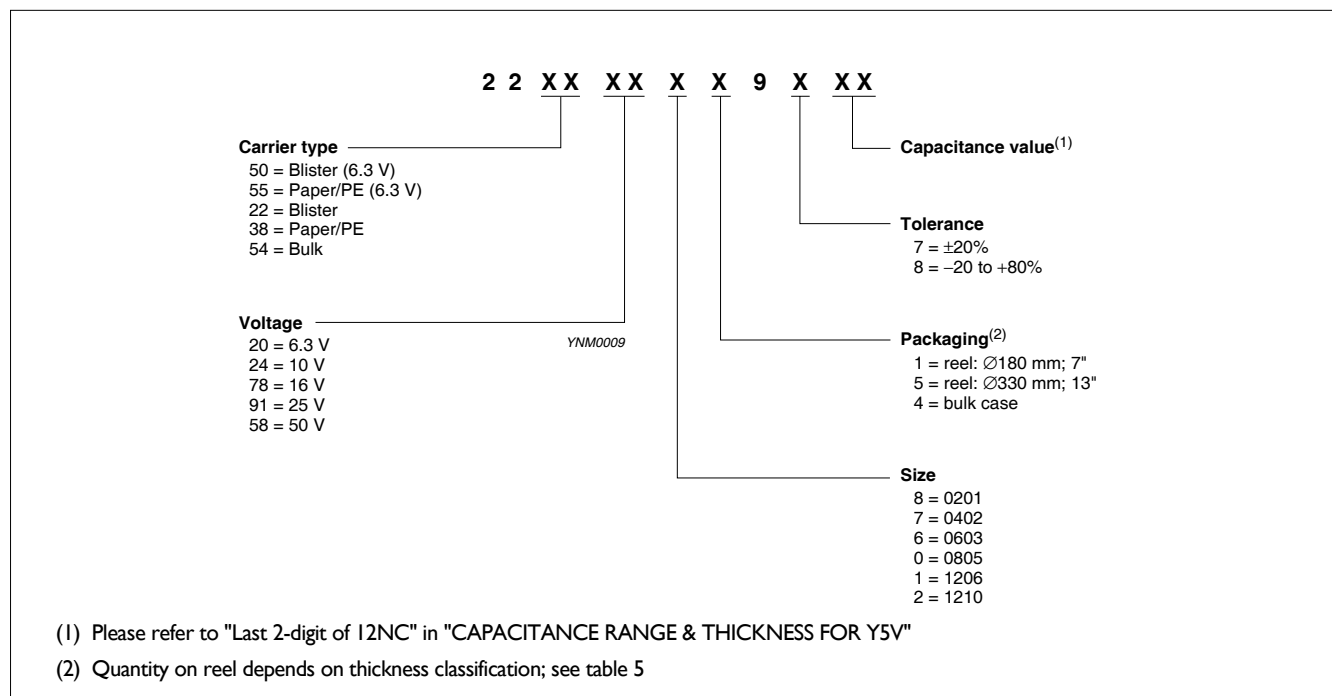 2 2 X X X X X X 9 X X X
Carrier type
50 = Blister (6.3 V)
55 = Paper/PE (6.3 V)
22 = Blister
38 = Paper/PE
54 = Bulk
Voltage
20 = 6.3 V
24 = 10 V
78 = 16 V
91 = 25 V
58 = 50 V
YNM0009
Capacitance value(1)
Tolerance
7 = ±20%
8 = −20 to +80%
Packaging(2)
1 = reel: ∅180 mm; 7"
5 = reel: ∅330 mm; 13"
4 = bulk case
Size
8 = 0201
7 = 0402
6 = 0603
0 = 0805
1 = 1206
2 = 1210
(1) Please refer to "Last 2-digit of 12NC" in "CAPACITANCE RANGE & THICKNESS FOR Y5V"
(2) Quantity on reel depends on thickness classification; see table 5